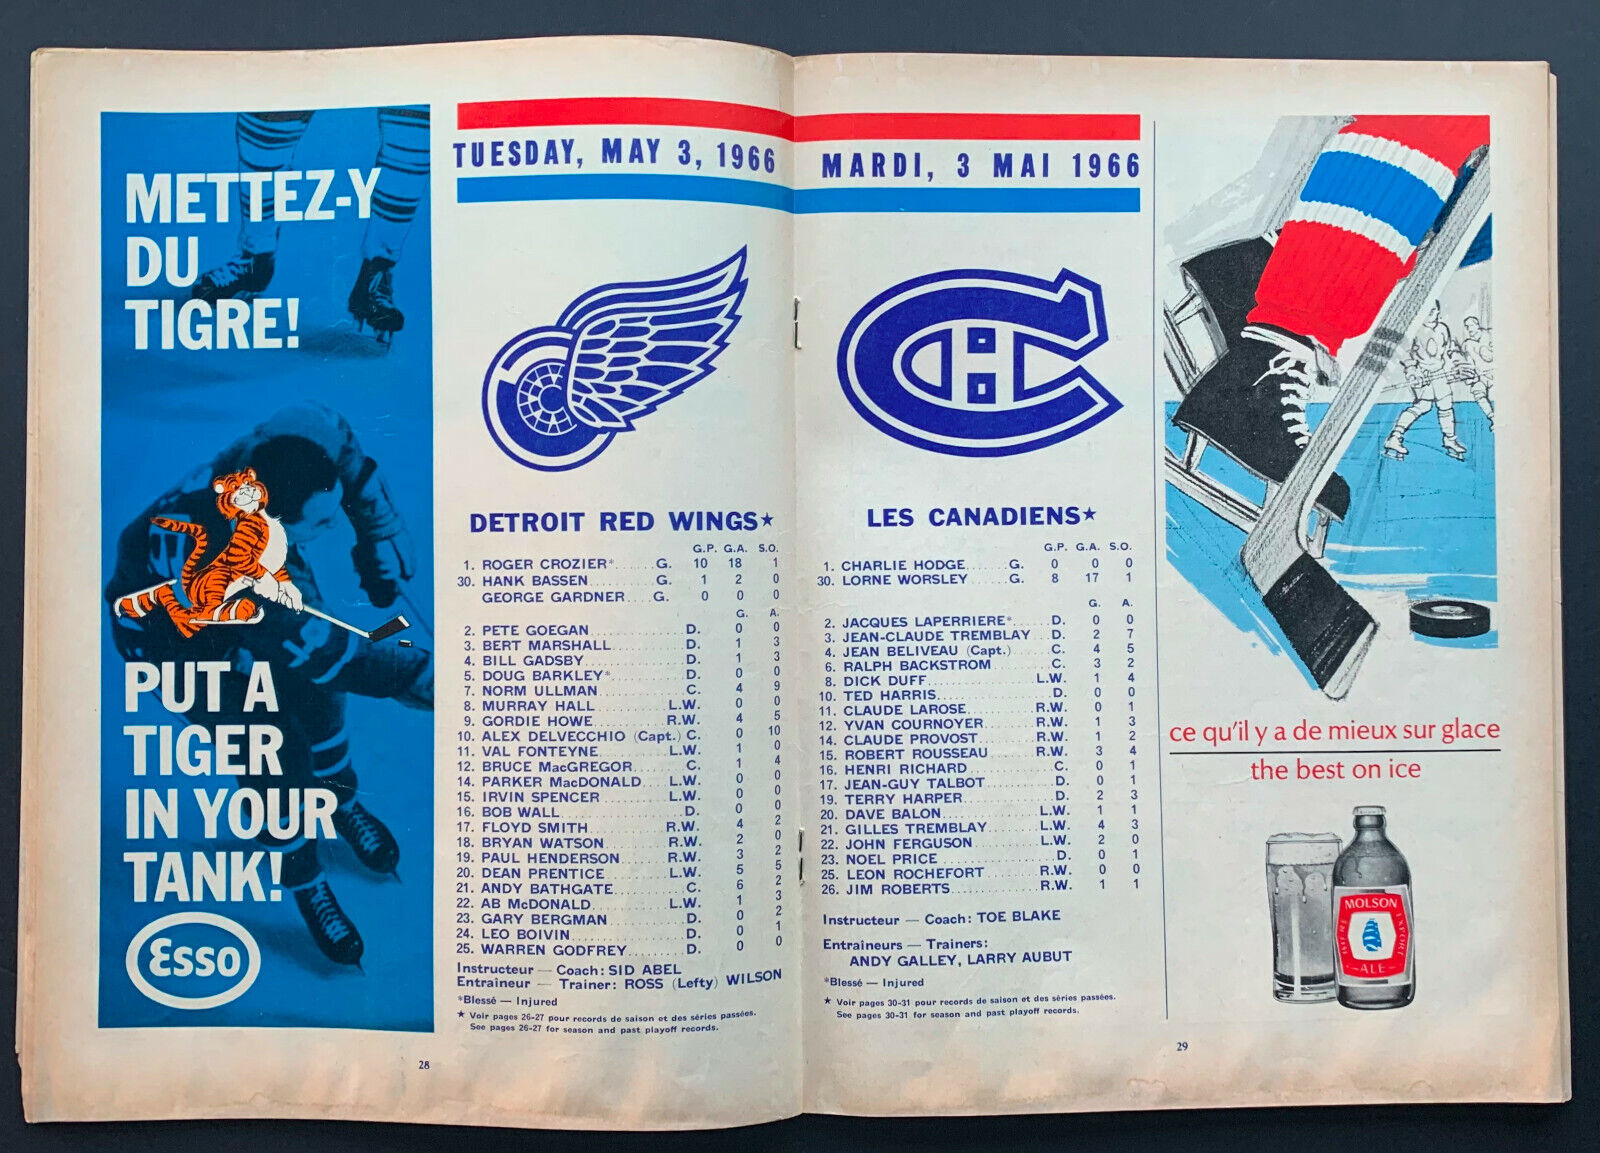 METTEZ-Y
DU
TIGRE!
PUT A
TIGER
IN YOUR
TANK!
Esso
TUESDAY, MAY 3, 1966
DETROIT RED WINGS★
G.P. G.A. S.O.
1. ROGER CROZIER* G. 10 18 1
30. HANK BASSEN G. 1 2 0
GEORGE GARDNER G. 0 0 0
G. A.
2. PETE GOEGAN D. 0 0
3. BERT MARSHALL D. 1 3
4. BILL GADSBY D. 1 3
5. DOUG BARKLEY* D. 0 0
7. NORM ULLMAN C. 4 9
8. MURRAY HALL L.W. 0 0
9. GORDIE HOWE R.W. 4 5
10. ALEX DELVECCHIO (Capt.) C. 0 10
11. VAL FONTEYNE L.W. 1 0
12. BRUCE MacGREGOR C. 1 4
14. PARKER MacDONALD L.W. 0 0
15. IRVIN SPENCER L.W. 0 0
16. BOB WALL D. 0 0
17. FLOYD SMITH R.W. 4 2
18. BRYAN WATSON R.W. 2 0
19. PAUL HENDERSON R.W. 3 2
20. DEAN PRENTICE L.W. 5 5
21. ANDY BATHGATE C. 6 2
22. AB McDONALD L.W. 1 3
23. GARY BERGMAN D. 0 2
24. LEO BOIVIN D. 0 1
25. WARREN GODFREY D. 0 0
Instructeur — Coach: SID ABEL
Entraineur — Trainer: ROSS (Lefty) WILSON
*Blessé — Injured
★ Voir pages 26-27 pour records de saison et des séries passées.
See pages 26-27 for season and past playoff records.
28
MARDI, 3 MAI 1966
LES CANADIENS★
G.P. G.A. S.O.
1. CHARLIE HODGE G. 0 0 0
30. LORNE WORSLEY G. 8 17 1
G. A.
2. JACQUES LAPERRIERE* D. 0 0
3. JEAN-CLAUDE TREMBLAY D. 2 7
4. JEAN BELIVEAU (Capt.) C. 4 5
6. RALPH BACKSTROM C. 3 2
8. DICK DUFF L.W. 1 4
10. TED HARRIS D. 0 0
11. CLAUDE LAROSE R.W. 0 1
12. YVAN COURNOYER R.W. 1 3
14. CLAUDE PROVOST R.W. 1 2
15. ROBERT ROUSSEAU R.W. 3 4
16. HENRI RICHARD C. 0 1
17. JEAN-GUY TALBOT D. 0 1
19. TERRY HARPER D. 2 3
20. DAVE BALON L.W. 1 1
21. GILLES TREMBLAY L.W. 4 3
22. JOHN FERGUSON L.W. 2 0
23. NOEL PRICE D. 0 1
25. LEON ROCHEFORT R.W. 0 0
26. JIM ROBERTS R.W. 1 1
Instructeur — Coach: TOE BLAKE
Entraineurs — Trainers:
ANDY GALLEY, LARRY AUBUT
*Blessé — Injured
★ Voir pages 30-31 pour records de saison et des séries passées.
See pages 30-31 for season and past playoff records.
29
ce qu'il y a de mieux sur glace
the best on ice
MOLSON
EXPORT
ALE